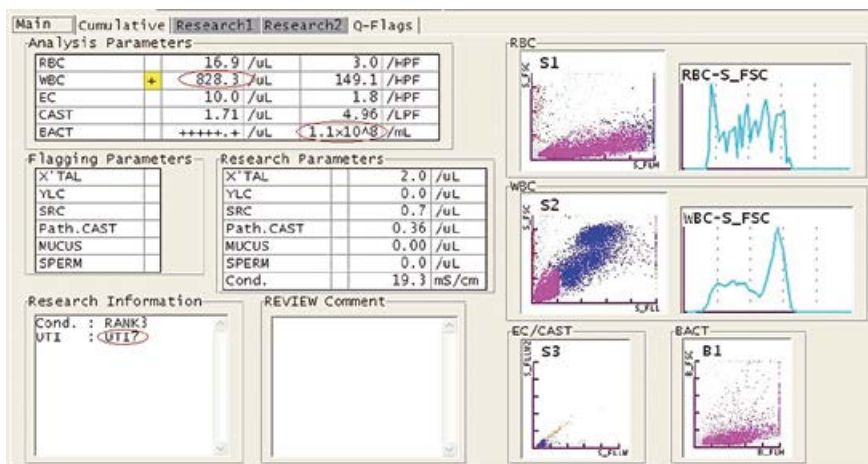 Main Cumulative Research1 Research2 Q-Flags
Analysis Parameters
RBC 16.9 /uL 3.0 /HPF
WBC + 828.3 /uL 149.1 /HPF
EC 10.0 /uL 1.8 /HPF
CAST 1.71 /uL 4.96 /LPF
BACT +++++.+ /uL 1.1×10^8 /mL
Flagging Parameters
X'TAL
YLC
SRC
Path.CAST
MUCUS
SPERM
Research Parameters
X'TAL 2.0 /uL
YLC 0.0 /uL
SRC 0.7 /uL
Path.CAST 0.36 /uL
MUCUS 0.00 /uL
SPERM 0.0 /uL
Cond. 19.3 mS/cm
Research Information
Cond. : RANK3
UTI : UTI?
REVIEW Comment
RBC
S1
S_FSC
S_FLH
RBC-S_FSC
WBC
S2
S_FSC
S_FLL
WBC-S_FSC
EC/CAST
S3
S_FLLW
BACT
B1
B_FSC
B_FLH